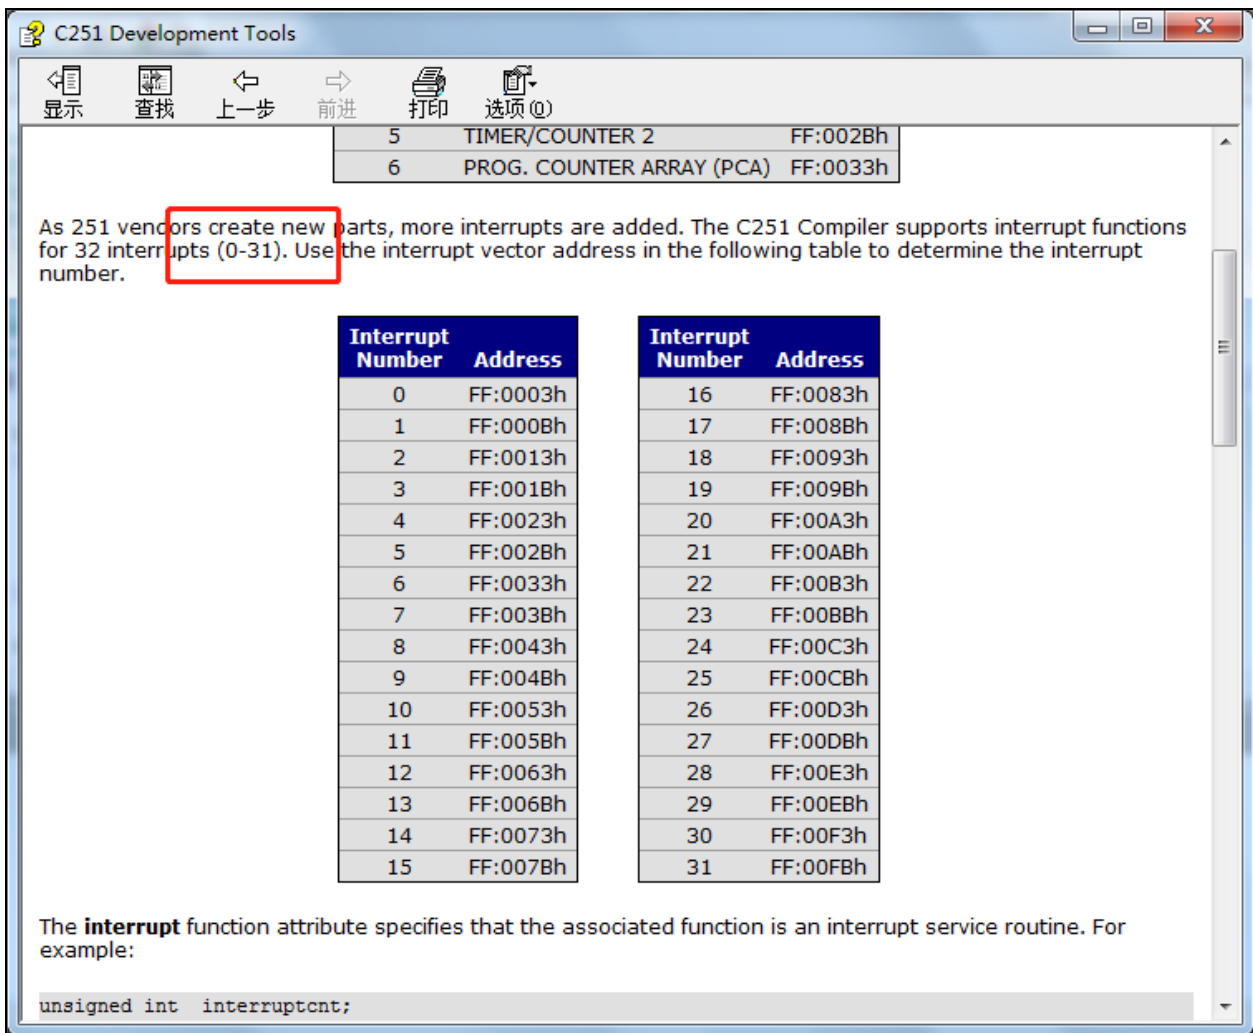 C251 Development Tools
显示 查找 上一步 前进 打印 选项(O)
5 TIMER/COUNTER 2 FF:002Bh
6 PROG. COUNTER ARRAY (PCA) FF:0033h
As 251 vendors create new parts, more interrupts are added. The C251 Compiler supports interrupt functions
for 32 interrupts (0-31). Use the interrupt vector address in the following table to determine the interrupt
number.
Interrupt Number Address
0 FF:0003h
1 FF:000Bh
2 FF:0013h
3 FF:001Bh
4 FF:0023h
5 FF:002Bh
6 FF:0033h
7 FF:003Bh
8 FF:0043h
9 FF:004Bh
10 FF:0053h
11 FF:005Bh
12 FF:0063h
13 FF:006Bh
14 FF:0073h
15 FF:007Bh
Interrupt Number Address
16 FF:0083h
17 FF:008Bh
18 FF:0093h
19 FF:009Bh
20 FF:00A3h
21 FF:00ABh
22 FF:00B3h
23 FF:00BBh
24 FF:00C3h
25 FF:00CBh
26 FF:00D3h
27 FF:00DBh
28 FF:00E3h
29 FF:00EBh
30 FF:00F3h
31 FF:00FBh
The interrupt function attribute specifies that the associated function is an interrupt service routine. For
example:
unsigned int interruptcnt;